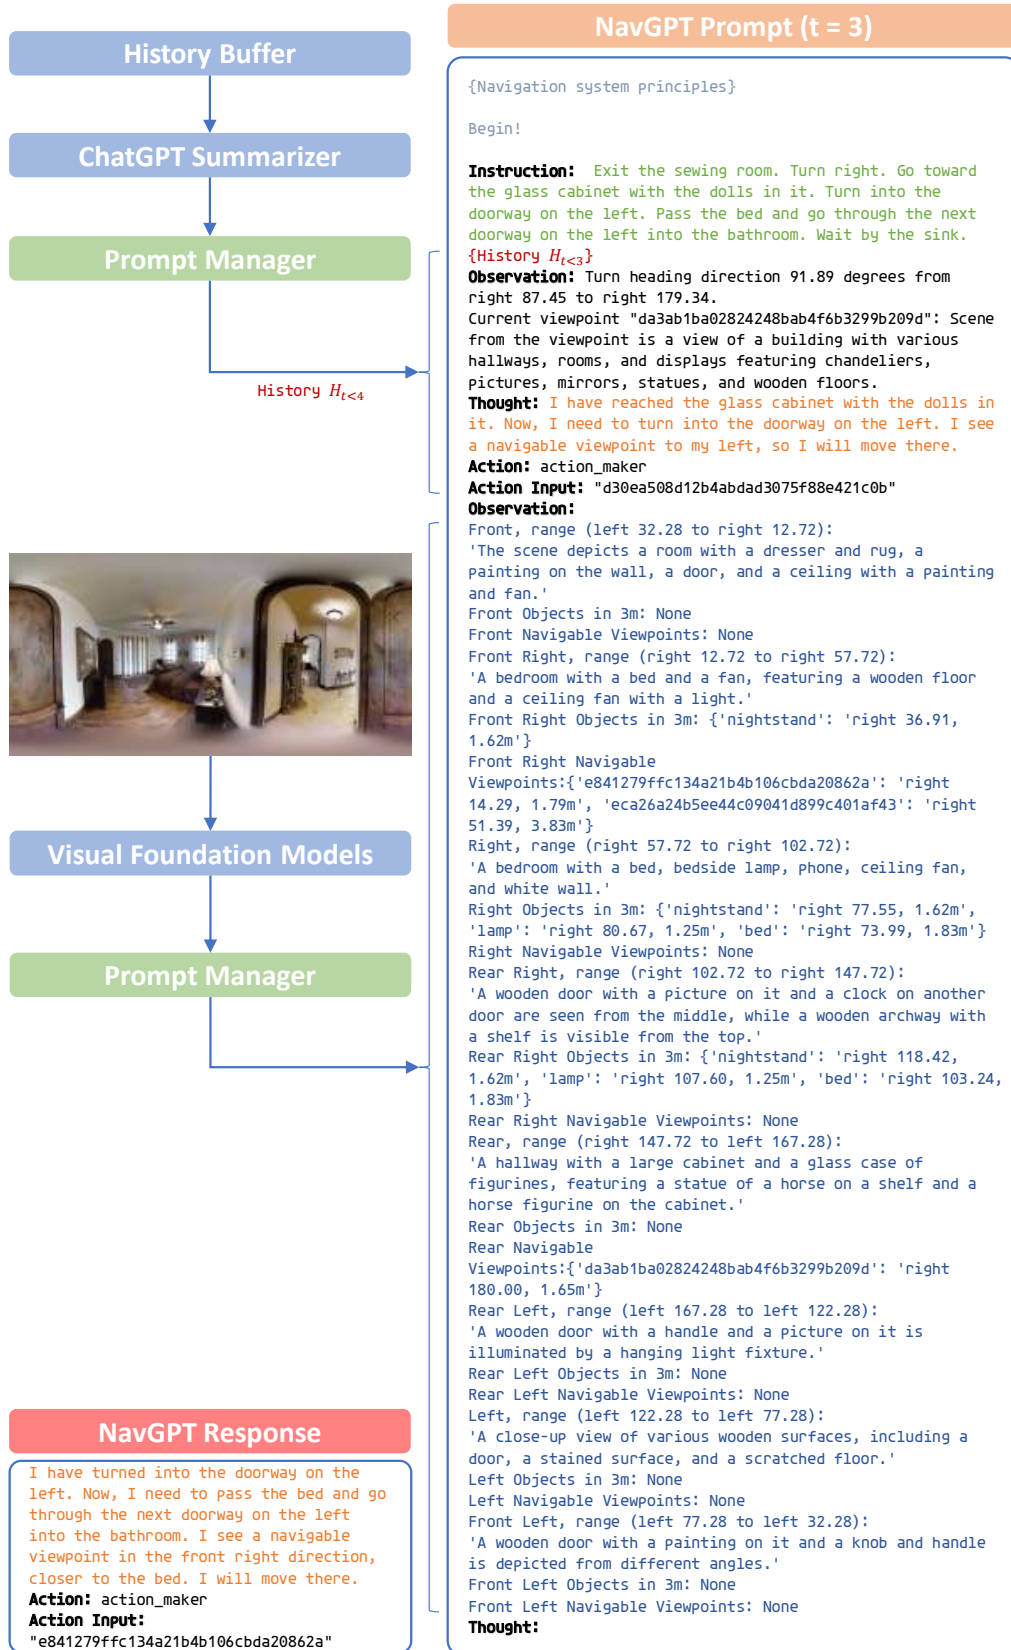 History Buffer
ChatGPT Summarizer
Prompt Manager
History H_{t<4}
Visual Foundation Models
Prompt Manager
NavGPT Response
I have turned into the doorway on the
left. Now, I need to pass the bed and go
through the next doorway on the left
into the bathroom. I see a navigable
viewpoint in the front right direction,
closer to the bed. I will move there.
Action: action_maker
Action Input:
"e841279ffc134a21b4b106cbda20862a"
NavGPT Prompt (t = 3)
{Navigation system principles}
Begin!
Instruction: Exit the sewing room. Turn right. Go toward
the glass cabinet with the dolls in it. Turn into the
doorway on the left. Pass the bed and go through the next
doorway on the left into the bathroom. Wait by the sink.
{History H_{t<3}}
Observation: Turn heading direction 91.89 degrees from
right 87.45 to right 179.34.
Current viewpoint "da3ab1ba02824248bab4f6b3299b209d": Scene
from the viewpoint is a view of a building with various
hallways, rooms, and displays featuring chandeliers,
pictures, mirrors, statues, and wooden floors.
Thought: I have reached the glass cabinet with the dolls in
it. Now, I need to turn into the doorway on the left. I see
a navigable viewpoint to my left, so I will move there.
Action: action_maker
Action Input: "d30ea508d12b4abdad3075f88e421c0b"
Observation:
Front, range (left 32.28 to right 12.72):
'The scene depicts a room with a dresser and rug, a
painting on the wall, a door, and a ceiling with a painting
and fan.'
Front Objects in 3m: None
Front Navigable Viewpoints: None
Front Right, range (right 12.72 to right 57.72):
'A bedroom with a bed and a fan, featuring a wooden floor
and a ceiling fan with a light.'
Front Right Objects in 3m: {'nightstand': 'right 36.91,
1.62m'}
Front Right Navigable
Viewpoints:{'e841279ffc134a21b4b106cbda20862a': 'right
14.29, 1.79m', 'eca26a24b5ee44c09041d899c401af43': 'right
51.39, 3.83m'}
Right, range (right 57.72 to right 102.72):
'A bedroom with a bed, bedside lamp, phone, ceiling fan,
and white wall.'
Right Objects in 3m: {'nightstand': 'right 77.55, 1.62m',
'lamp': 'right 80.67, 1.25m', 'bed': 'right 73.99, 1.83m'}
Right Navigable Viewpoints: None
Rear Right, range (right 102.72 to right 147.72):
'A wooden door with a picture on it and a clock on another
door are seen from the middle, while a wooden archway with
a shelf is visible from the top.'
Rear Right Objects in 3m: {'nightstand': 'right 118.42,
1.62m', 'lamp': 'right 107.60, 1.25m', 'bed': 'right 103.24,
1.83m'}
Rear Right Navigable Viewpoints: None
Rear, range (right 147.72 to left 167.28):
'A hallway with a large cabinet and a glass case of
figurines, featuring a statue of a horse on a shelf and a
horse figurine on the cabinet.'
Rear Objects in 3m: None
Rear Navigable
Viewpoints:{'da3ab1ba02824248bab4f6b3299b209d': 'right
180.00, 1.65m'}
Rear Left, range (left 167.28 to left 122.28):
'A wooden door with a handle and a picture on it is
illuminated by a hanging light fixture.'
Rear Left Objects in 3m: None
Rear Left Navigable Viewpoints: None
Left, range (left 122.28 to left 77.28):
'A close-up view of various wooden surfaces, including a
door, a stained surface, and a scratched floor.'
Left Objects in 3m: None
Left Navigable Viewpoints: None
Front Left, range (left 77.28 to left 32.28):
'A wooden door with a painting on it and a knob and handle
is depicted from different angles.'
Front Left Objects in 3m: None
Front Left Navigable Viewpoints: None
Thought: